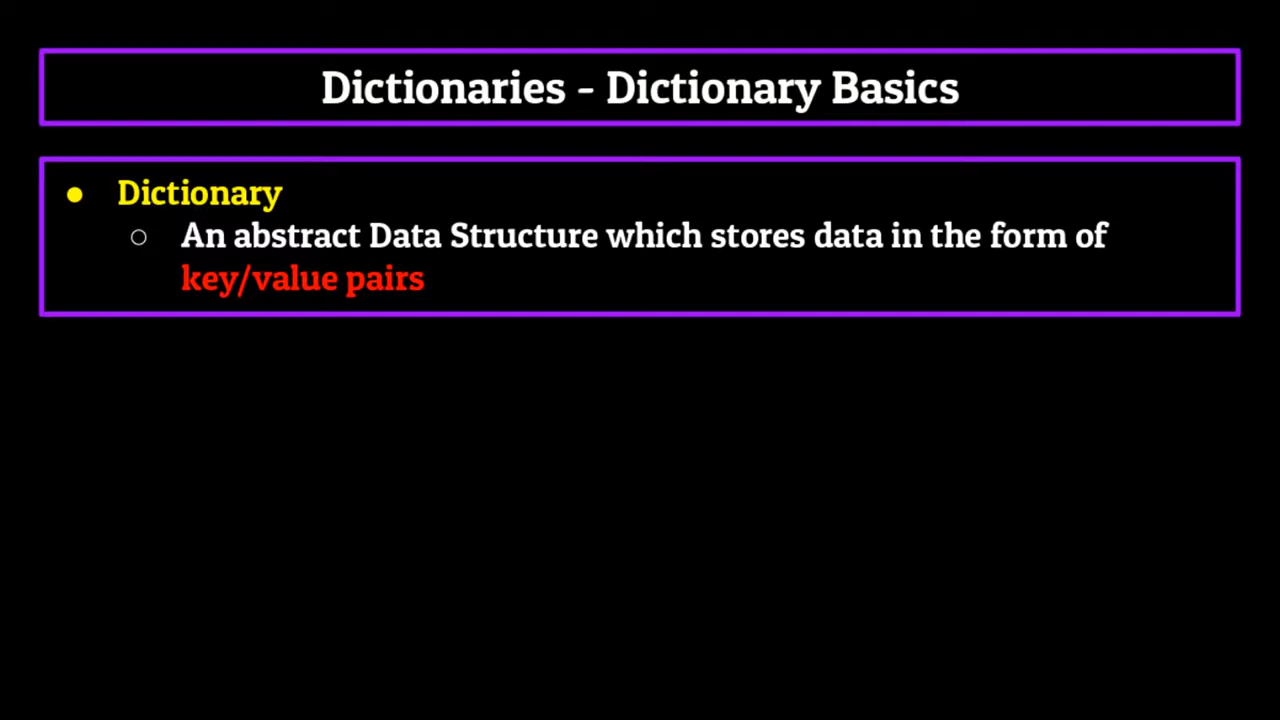 Dictionaries - Dictionary Basics
● Dictionary
○ An abstract Data Structure which stores data in the form of
key/value pairs